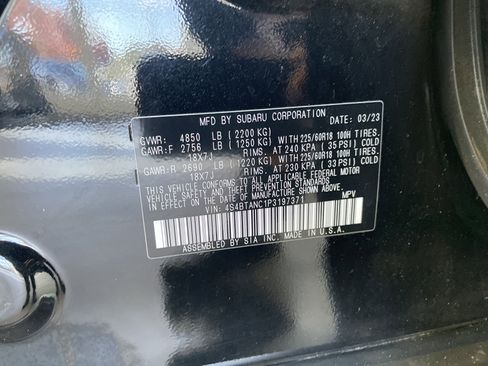 MFD BY SUBARU CORPORATION DATE: 03/23
GVWR: 4850 LB (2200 KG)
GAWR:F 2756 LB (1250 KG) WITH 225/60R18 100H TIRES.
18X7J RIMS. AT 240 KPA (35 PSI) COLD
GAWR:R 2690 LB (1220 KG) WITH 225/60R18 100H TIRES.
18X7J RIMS. AT 230 KPA (33 PSI) COLD
THIS VEHICLE CONFORMS TO ALL APPLICABLE FEDERAL MOTOR
VEHICLE SAFETY, BUMPER AND THEFT PREVENTION STANDARDS IN
EFFECT ON THE DATE OF MANUFACTURE SHOWN ABOVE.
VIN: 4S4BTANC1P3197371 MPV
ASSEMBLED BY SIA INC. MADE IN U.S.A.